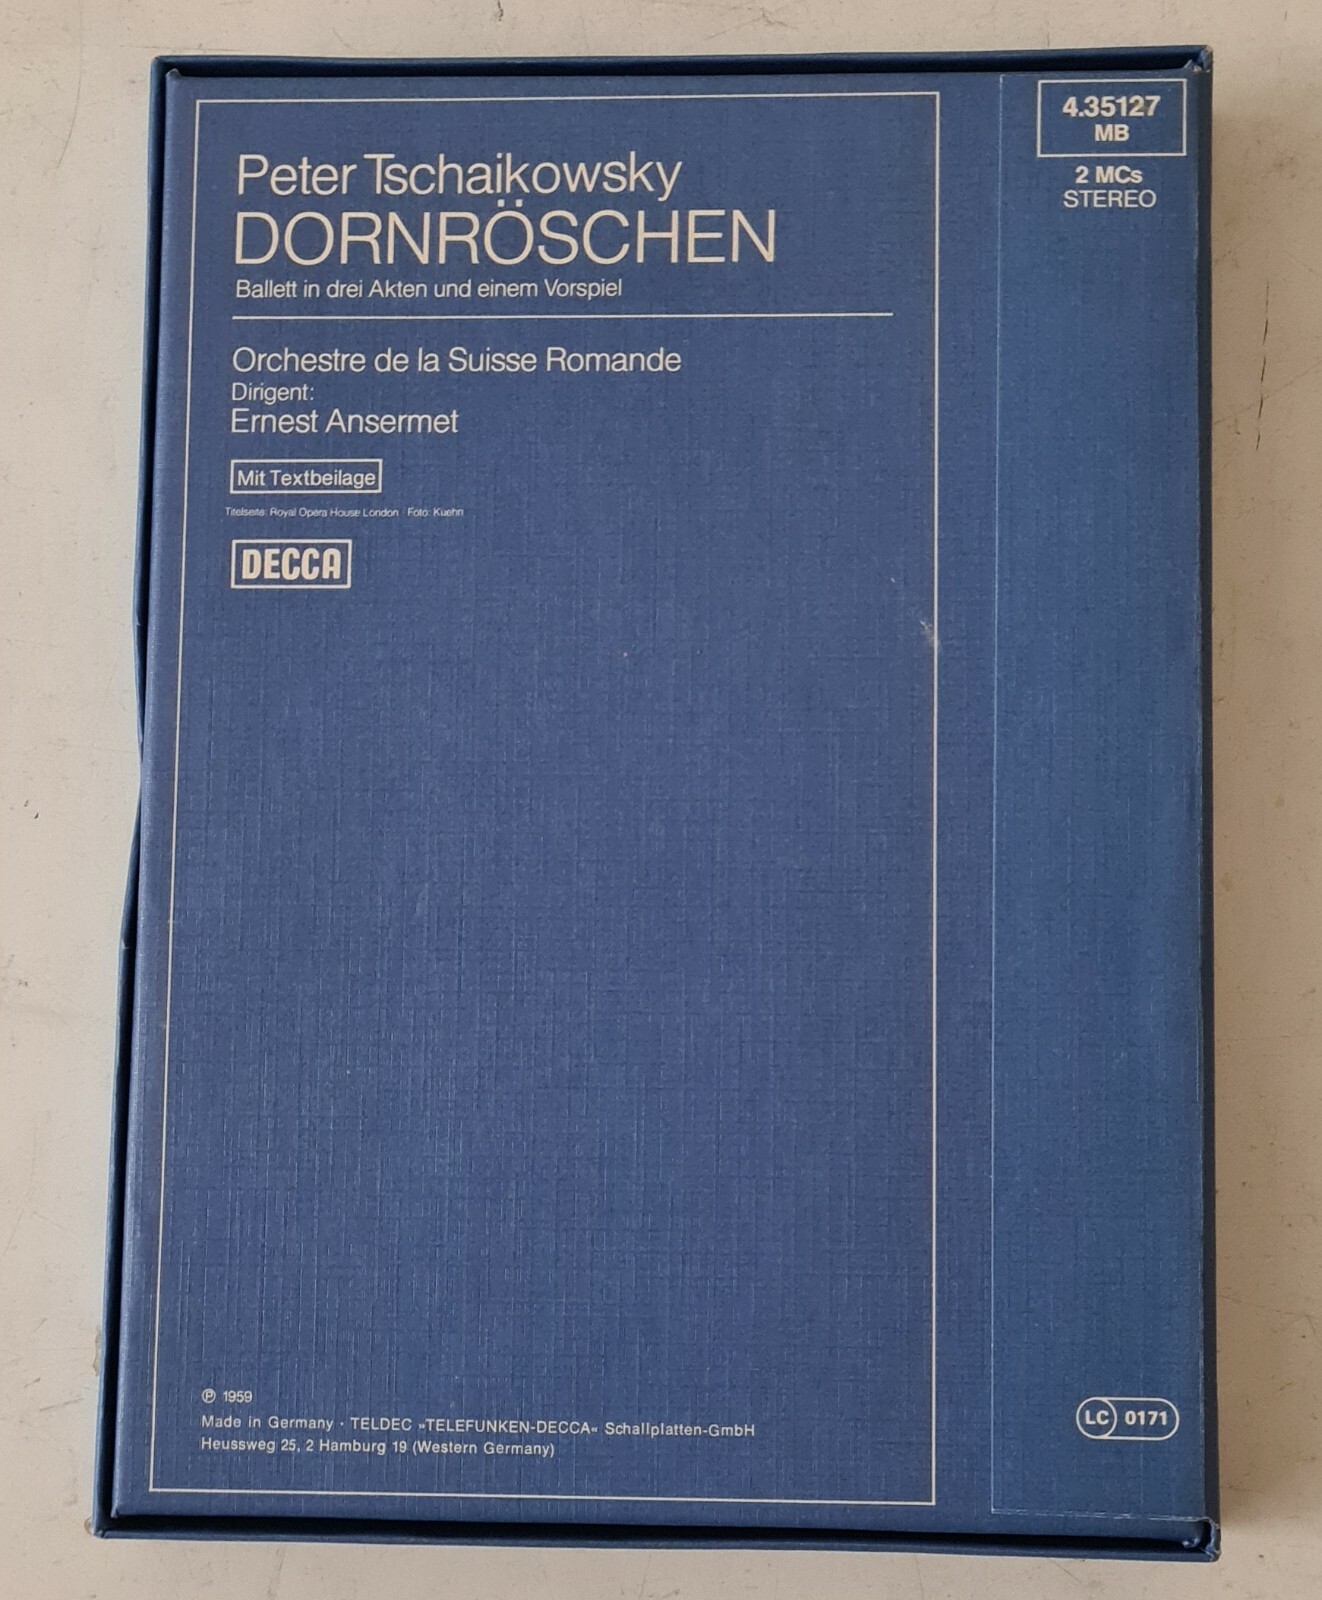 4.35127
MB
2 MCs
STEREO
Peter Tschaikowsky
DORNRÖSCHEN
Ballett in drei Akten und einem Vorspiel
Orchestre de la Suisse Romande
Dirigent:
Ernest Ansermet
Mit Textbeilage
Titelseite: Royal Opera House London Foto: Kuehn
DECCA
℗ 1959
Made in Germany · TELDEC »TELEFUNKEN-DECCA« Schallplatten-GmbH
Heussweg 25, 2 Hamburg 19 (Western Germany)
LC 0171